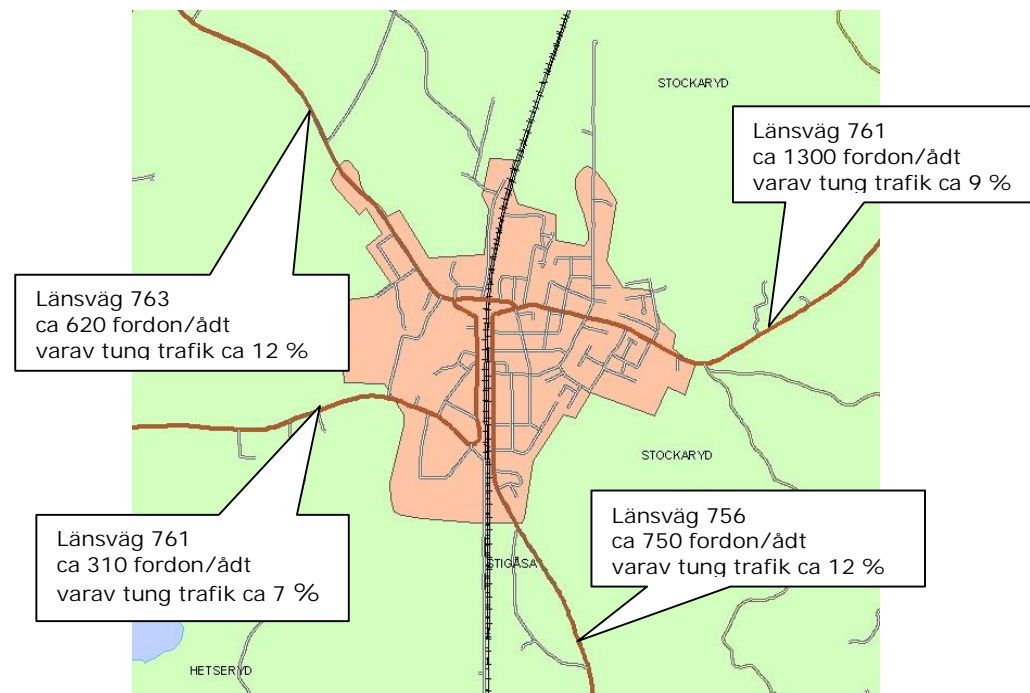 STOCKARYD
Länsväg 761
ca 1300 fordon/ådt
varav tung trafik ca 9 %
Länsväg 763
ca 620 fordon/ådt
varav tung trafik ca 12 %
STOCKARYD
Länsväg 756
ca 750 fordon/ådt
varav tung trafik ca 12 %
Länsväg 761
ca 310 fordon/ådt
varav tung trafik ca 7 %
STIGÅSA
HETSERYD